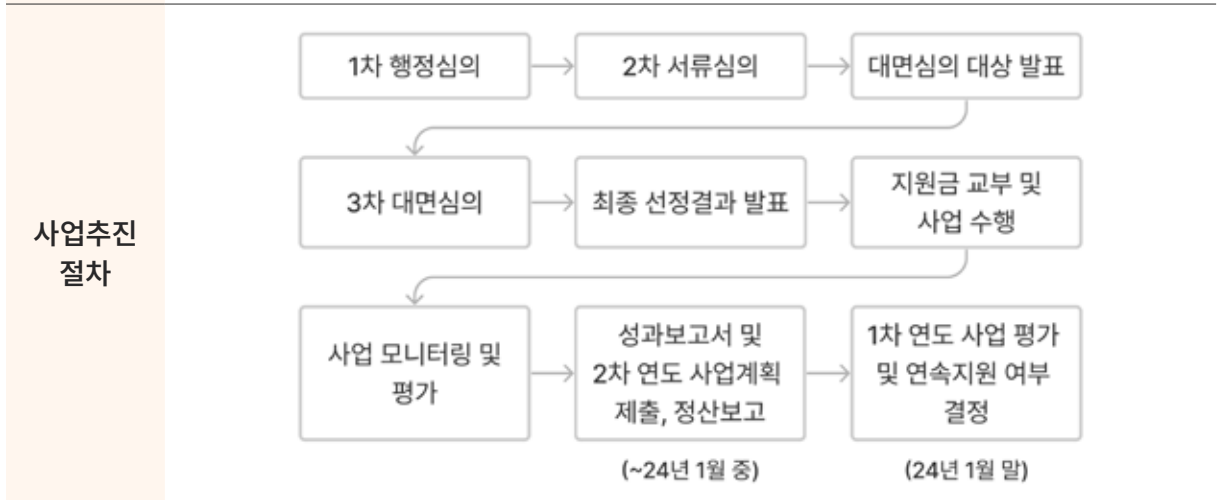 사업추진
절차
1차 행정심의
2차 서류심의
대면심의 대상 발표
3차 대면심의
최종 선정결과 발표
지원금 교부 및
사업 수행
사업 모니터링 및
평가
성과보고서 및
2차 연도 사업계획
제출, 정산보고
(~24년 1월 중)
1차 연도 사업 평가
및 연속지원 여부
결정
(24년 1월 말)